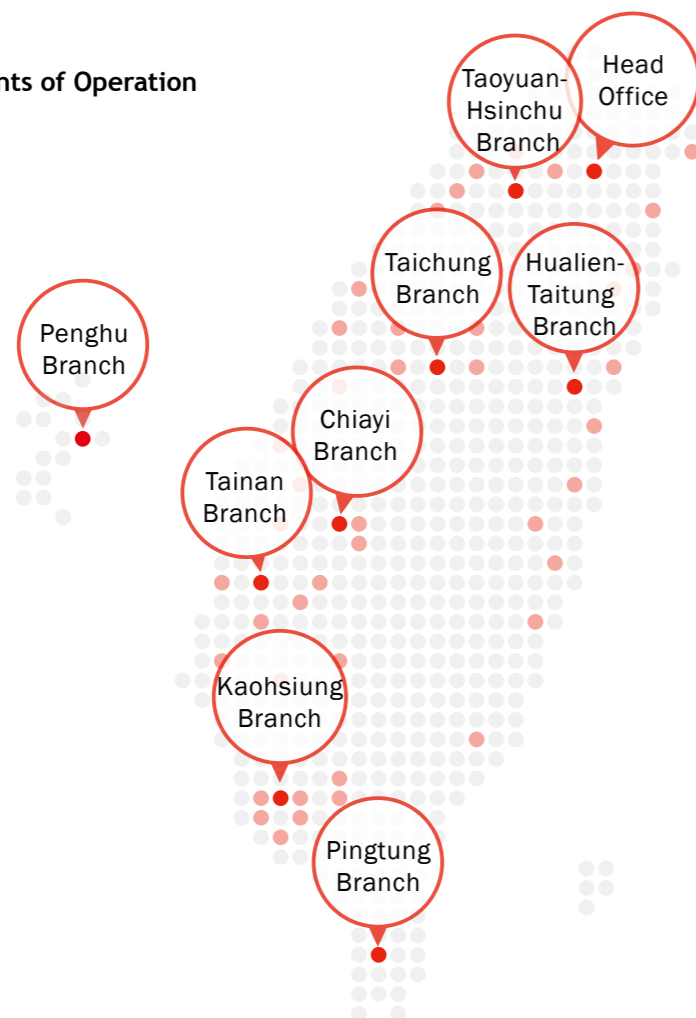 nts of Operation
Head
Office
Taoyuan-
Hsinchu
Branch
Taichung
Branch
Hualien-
Taitung
Branch
Penghu
Branch
Chiayi
Branch
Tainan
Branch
Kaohsiung
Branch
Pingtung
Branch